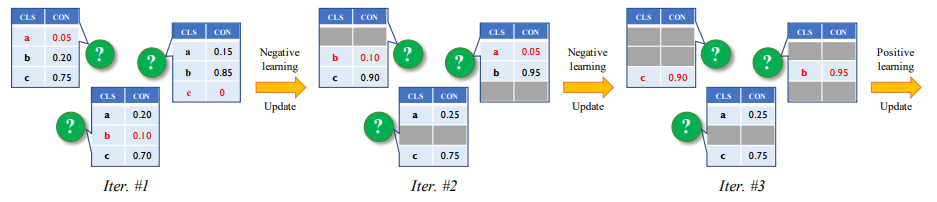 CLS CON
a 0.05
b 0.20
c 0.75
?
CLS CON
a 0.15
b 0.85
c 0
?
CLS CON
a 0.20
b 0.10
c 0.70
?
Iter. #1
Negative
learning
Update
CLS CON
b 0.10
c 0.90
?
CLS CON
a 0.05
b 0.95
?
CLS CON
a 0.25
c 0.75
?
Iter. #2
Negative
learning
Update
CLS CON
c 0.90
?
CLS CON
b 0.95
?
CLS CON
a 0.25
c 0.75
?
Iter. #3
Positive
learning
Update